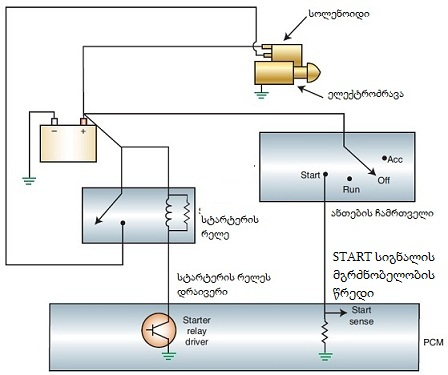 სოლენოიდი
ელექტროძრავა
- +
Acc
Start
Off
Run
ანთების ჩამრთველი
სტარტერის
რელე
START სიგნალის
მგრძნობელობის
წრედი
სტარტერის რელეს
დრაივერი
Starter
relay
driver
Start
sense
PCM